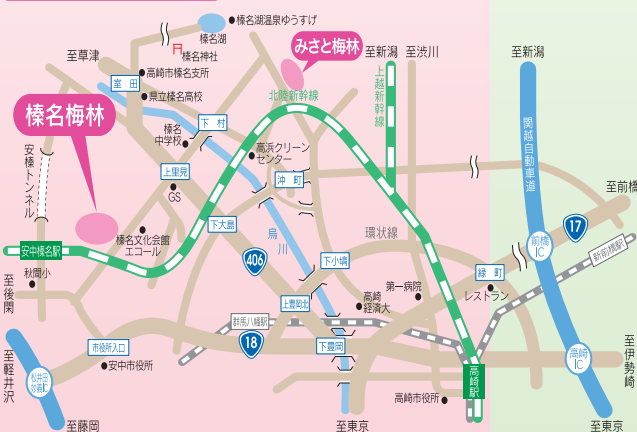 榛名湖温泉ゆうすげ
榛名湖
榛名神社
至草津
みさと梅林
至新潟
至渋川
至新潟
室 田
高崎市榛名支所
県立榛名高校
北陸新幹線
上越新幹線
榛名梅林
下 村
榛名
中学校
高浜クリーン
センター
関越自動車道
安榛トンネル
上里見
GS
沖 町
至前橋
下大島
烏川
環状線
17
榛名文化会館
エコール
前橋
IC
新前橋駅
安中榛名駅
406
下小塙
緑 町
秋間小
至後閑
第一病院
レストラン
上豊岡北
高崎
経済大
群馬八幡駅
18
下豊岡
市役所入口
安中市役所
至軽井沢
松井田
妙義IC
高崎
IC
至伊勢崎
高崎駅
高崎市役所
至藤岡
至東京
至東京